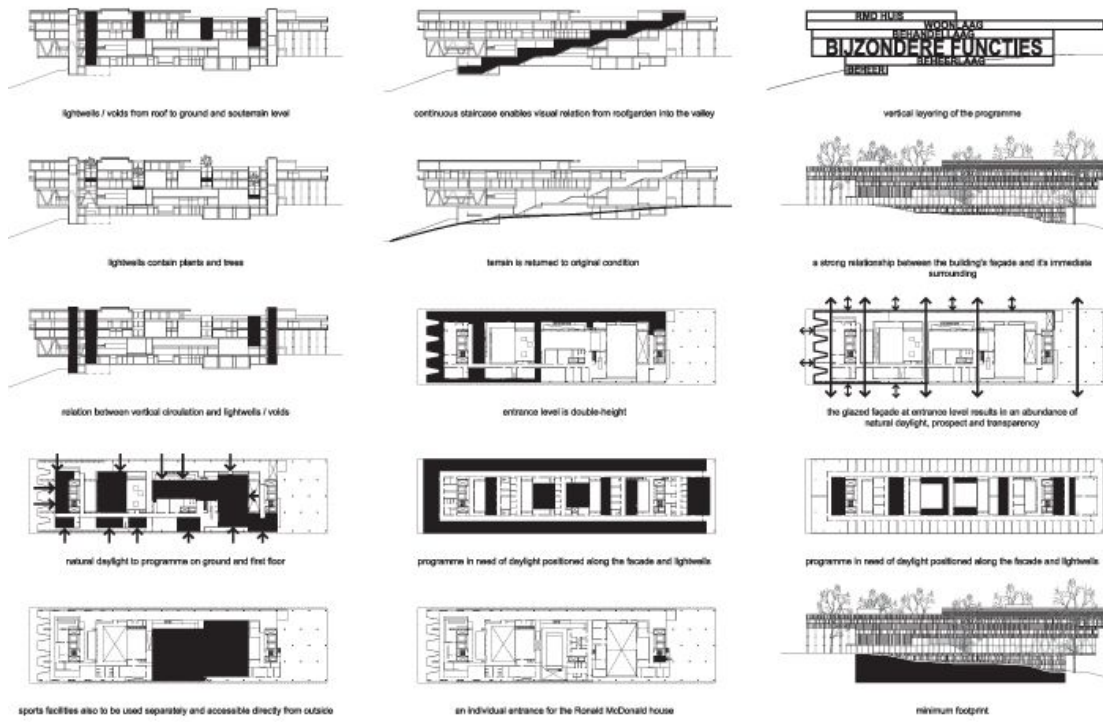 RMD HUIS
WOONLAAG
BEHANDELLAAG
BIJZONDERE FUNCTIES
BEHEERLAAG
BEHEER
lightwells / voids from roof to ground and souterrain level
continuous staircase enables visual relation from roofgarden into the valley
vertical layering of the programme
lightwells contain plants and trees
terrain is returned to original condition
a strong relationship between the building's façade and it's immediate
surrounding
relation between vertical circulation and lightwells / voids
entrance level is double-height
the glazed façade at entrance level results in an abundance of
natural daylight, prospect and transparency
natural daylight to programme on ground and first floor
programme in need of daylight positioned along the facade and lightwells
programme in need of daylight positioned along the facade and lightwells
sports facilities also to be used separately and accessible directly from outside
an individual entrance for the Ronald McDonald house
minimum footprint